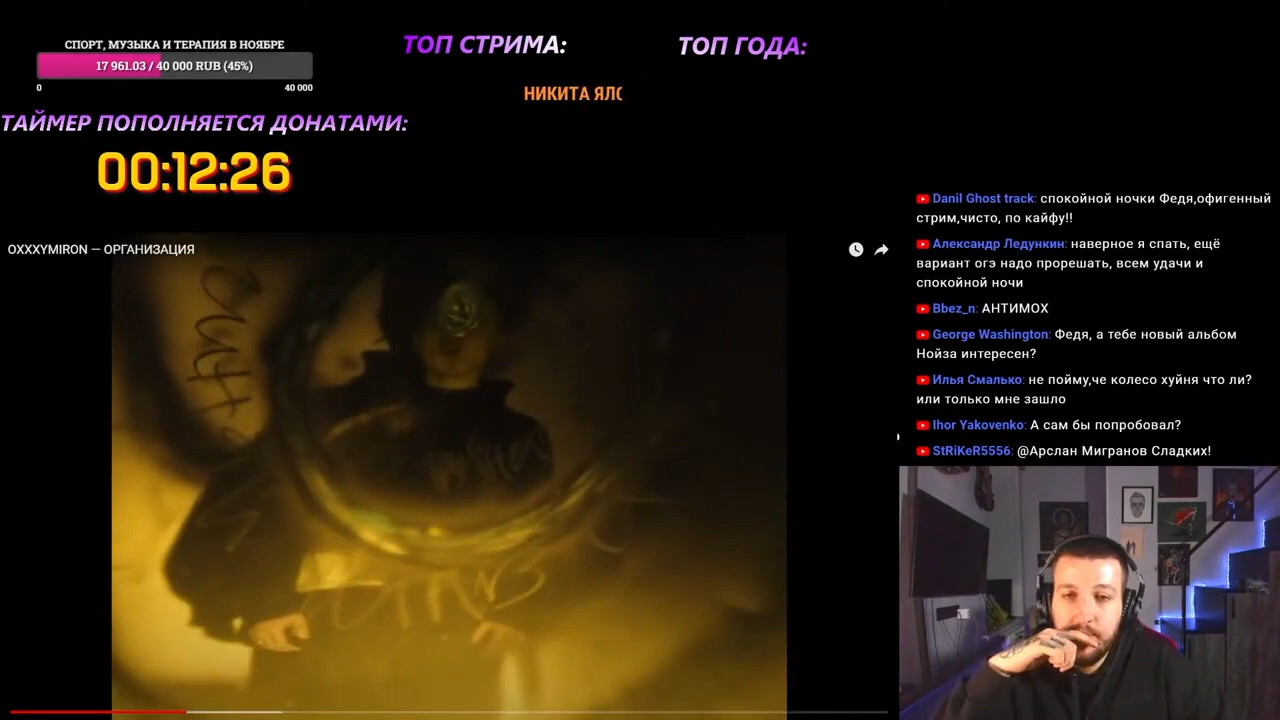 СПОРТ, МУЗЫКА И ТЕРАПИЯ В НОЯБРЕ
17 961.03 / 40 000 RUB (45%)
0
40 000
ТОП СТРИМА:
ТОП ГОДА:
НИКИТА ЯЛ
ТАЙМЕР ПОПОЛНЯЕТСЯ ДОНАТАМИ:
00:12:26
OXXXYMIRON — ОРГАНИЗАЦИЯ
Danil Ghost track: спокойной ночки Федя,офигенный
стрим,чисто, по кайфу!!
Александр Ледункин: наверное я спать, ещё
вариант огэ надо прорешать, всем удачи и
спокойной ночи
Bbez_n: АНТИМОХ
George Washington: Федя, а тебе новый альбом
Нойза интересен?
Илья Смалько: не пойму,че колесо хуйня что ли?
или только мне зашло
Ihor Yakovenko: А сам бы попробовал?
StRiKeR5556: @Арслан Мигранов Сладких!